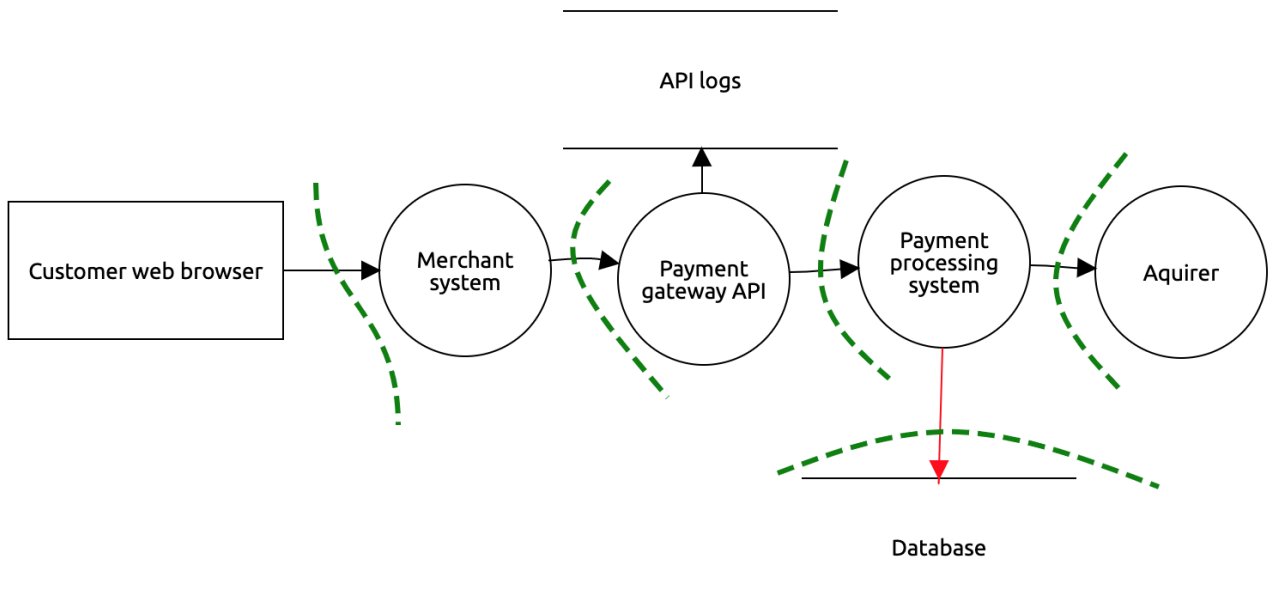 API logs
Customer web browser
Merchant
system
Payment
gateway API
Payment
processing
system
Aquirer
Database